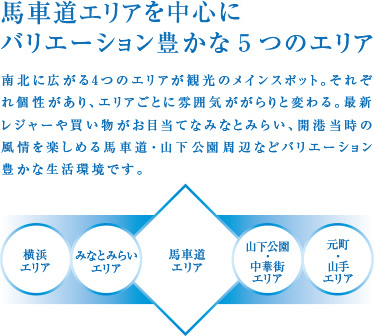 馬車道エリアを中心に
バリエーション豊かな5つのエリア
南北に広がる4つのエリアが観光のメインスポット。それぞ
れ個性があり、エリアごとに雰囲気ががらりと変わる。最新
レジャーや買い物がお目当てなみなとみらい、開港当時の
風情を楽しめる馬車道・山下公園周辺などバリエーション
豊かな生活環境です。
横浜
エリア
みなとみらい
エリア
馬車道
エリア
山下公園
・
中華街
エリア
元町
・
山手
エリア